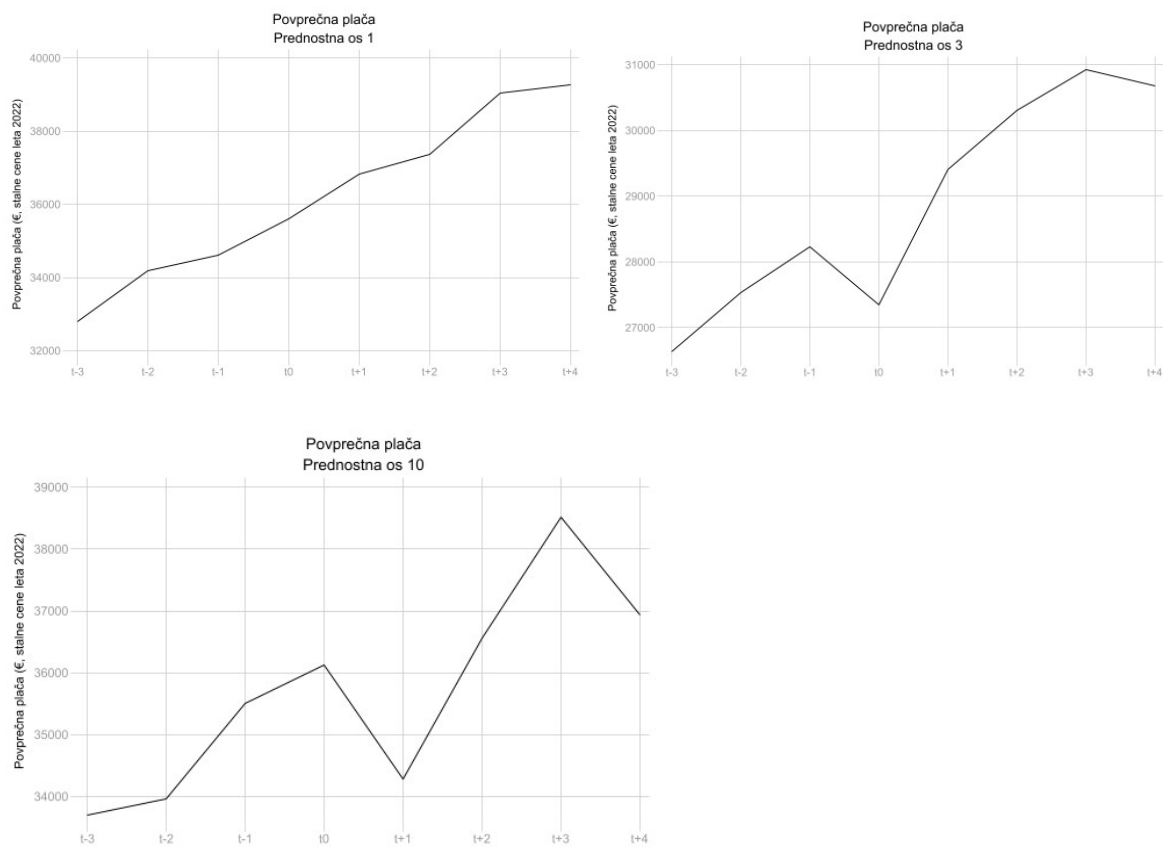 Povprečna plača
Prednostna os 1
Povprečna plača (€, stalne cene leta 2022)
40000
38000
36000
34000
32000
t-3 t-2 t-1 t0 t+1 t+2 t+3 t+4
Povprečna plača
Prednostna os 3
Povprečna plača (€, stalne cene leta 2022)
31000
30000
29000
28000
27000
t-3 t-2 t-1 t0 t+1 t+2 t+3 t+4
Povprečna plača
Prednostna os 10
Povprečna plača (€, stalne cene leta 2022)
39000
38000
37000
36000
35000
34000
t-3 t-2 t-1 t0 t+1 t+2 t+3 t+4